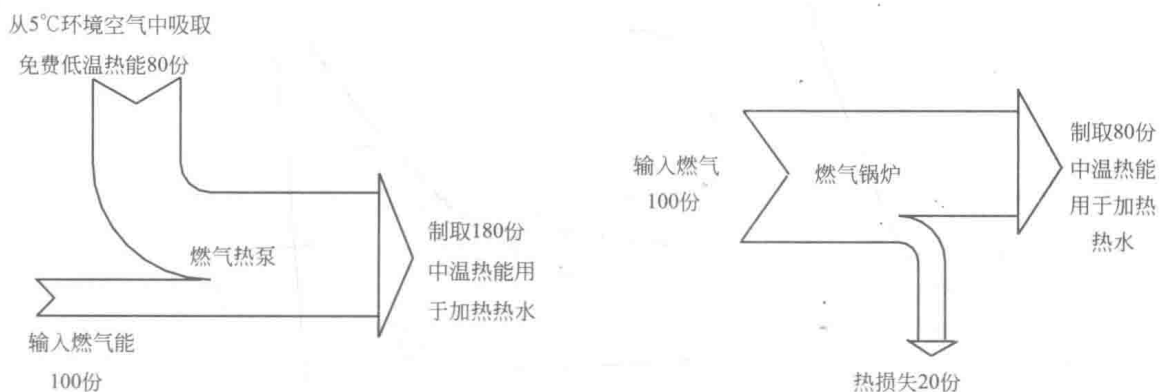 从5℃环境空气中吸取
免费低温热能80份
燃气热泵
制取180份
中温热能用
于加热热水
输入燃气能
100份
输入燃气
100份
燃气锅炉
制取80份
中温热能
用于加热
热水
热损失20份